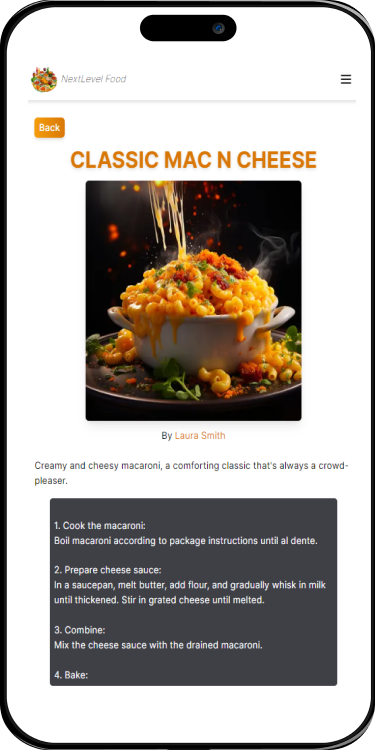 NextLevel Food
Back
CLASSIC MAC N CHEESE
By Laura Smith
Creamy and cheesy macaroni, a comforting classic that's always a crowd-
pleaser.
1. Cook the macaroni:
Boil macaroni according to package instructions until al dente.
2. Prepare cheese sauce:
In a saucepan, melt butter, add flour, and gradually whisk in milk
until thickened. Stir in grated cheese until melted.
3. Combine:
Mix the cheese sauce with the drained macaroni.
4. Bake: